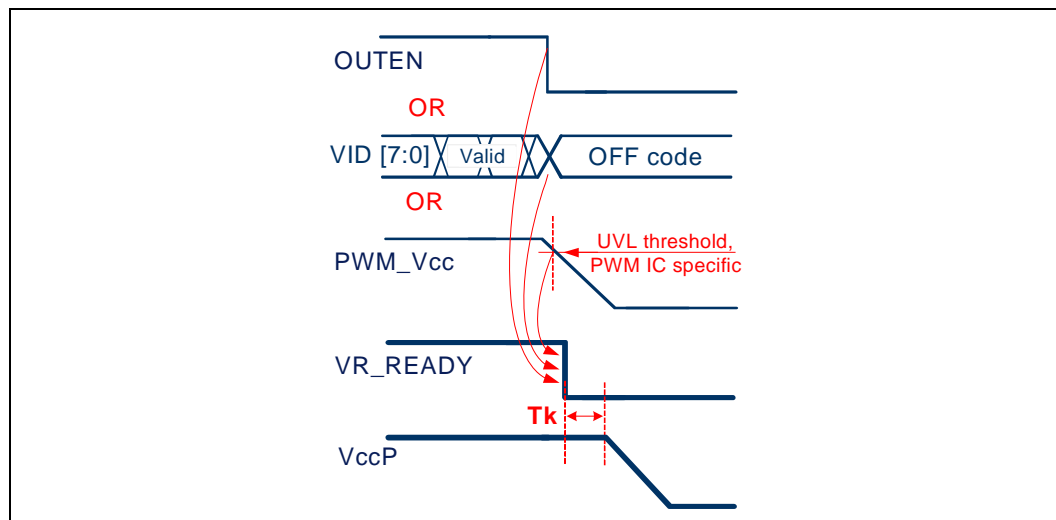 OUTEN
OR
VID [7:0]
Valid
OFF code
OR
UVL threshold,
PWM IC specific
PWM_Vcc
VR_READY
Tk
VccP